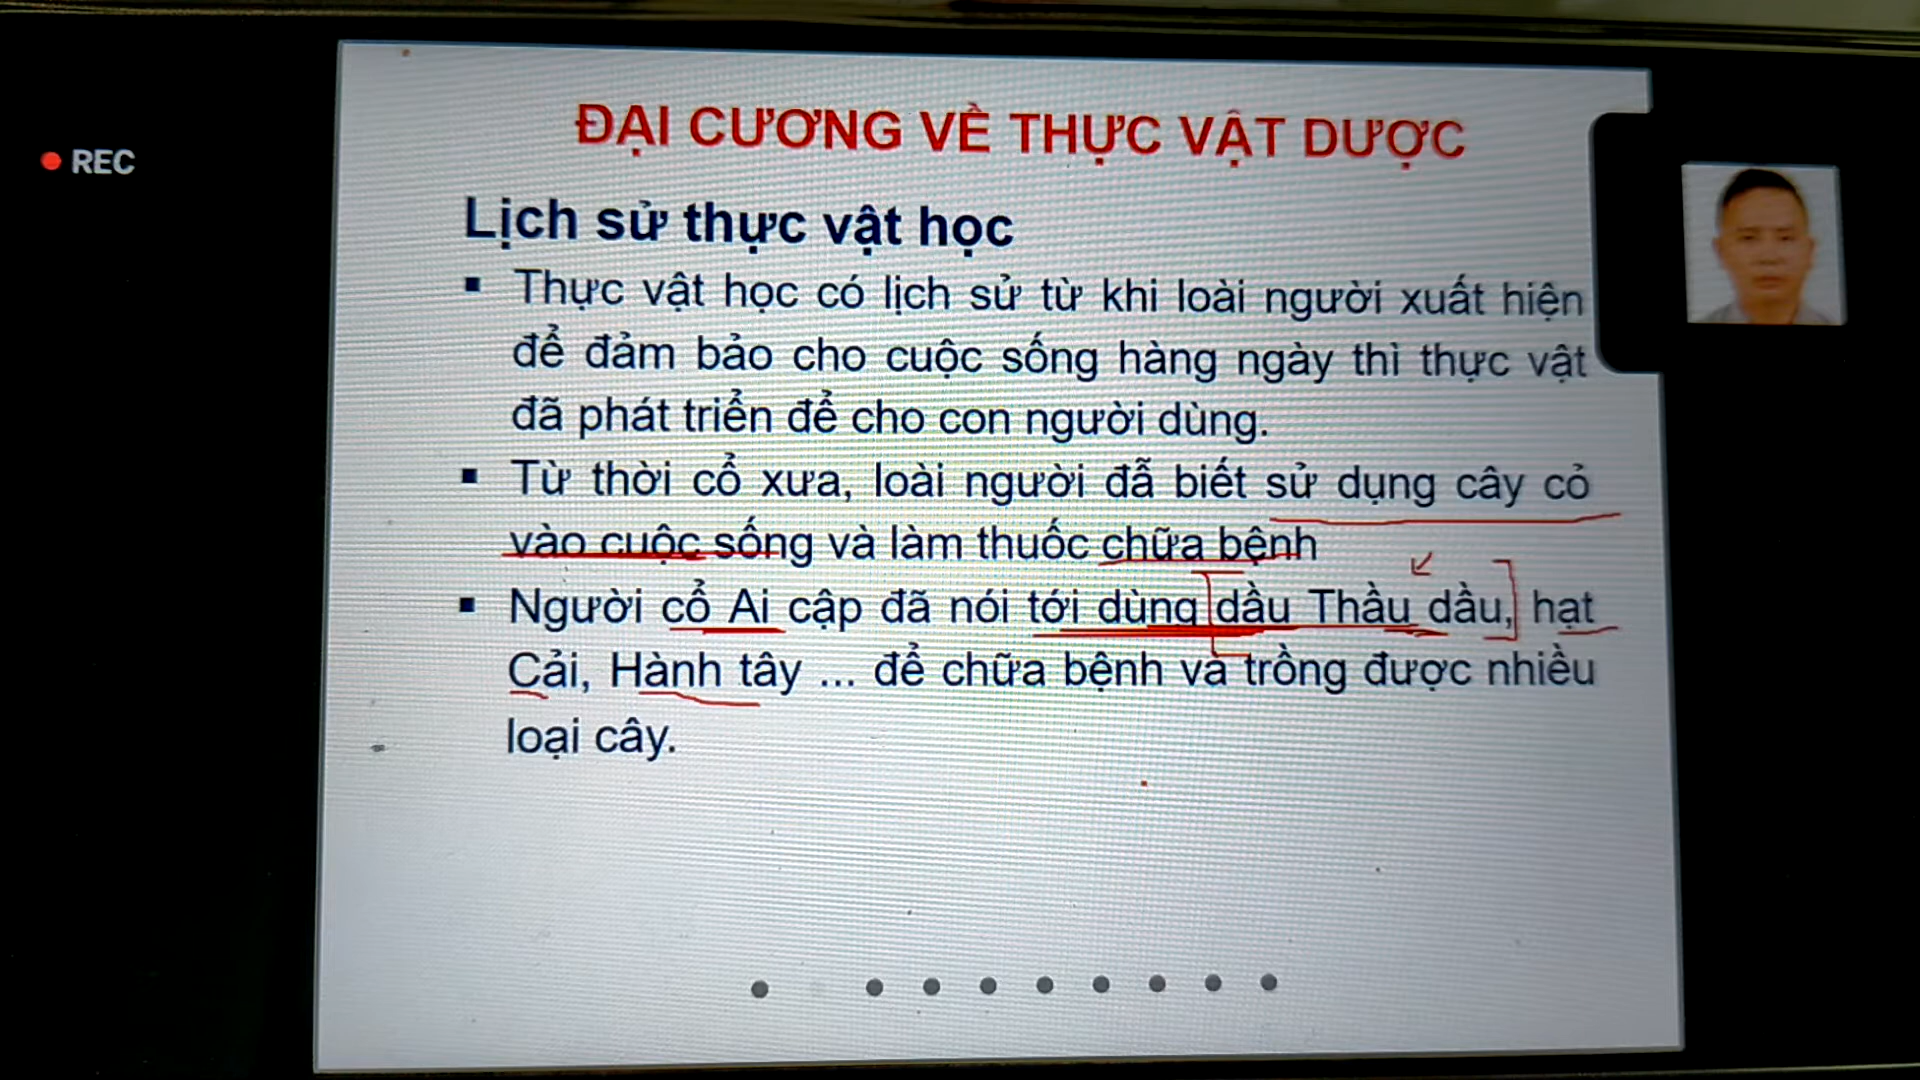 ĐẠI CƯƠNG VỀ THỰC VẬT DƯỢC
REC
Lịch sử thực vật học
▪ Thực vật học có lịch sử từ khi loài người xuất hiện
để đảm bảo cho cuộc sống hàng ngày thì thực vật
đã phát triển để cho con người dùng.
▪ Từ thời cổ xưa, loài người đẫ biết sử dụng cây cỏ
vào cuộc sống và làm thuốc chữa bệnh
▪ Người cổ Ai cập đã nói tới dùng dầu Thầu dầu, hạt
Cải, Hành tây ... để chữa bệnh và trồng được nhiều
loại cây.